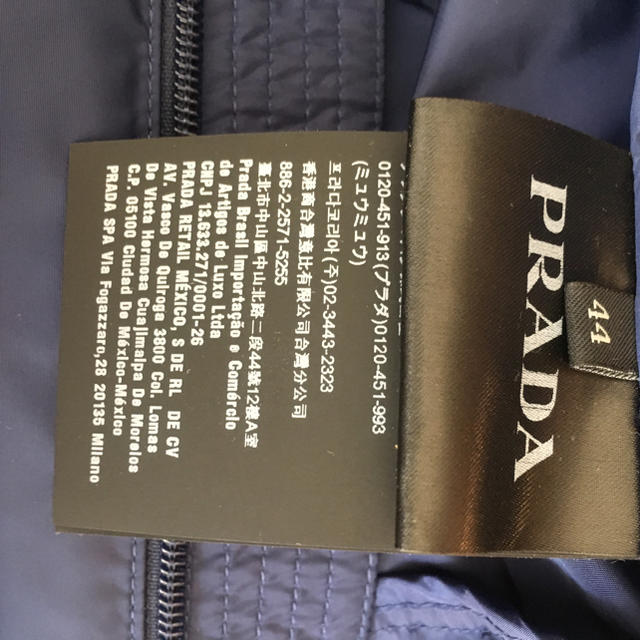 PRADA
44
0120-451-913(プラダ)0120-451-993
(ミュウミュウ)
프라다코리아(주)02-3443-2323
香港商台灣產比有限公司台灣分公司
臺北市中山區中山北路二段44號12樓A室
886-2-2571-5255
Prada Brasil Importação e Comércio
de Artigos de Luxo Ltda
CNPJ 13.633.271/0001-26
PRADA RETAIL MÉXICO, S DE RL DE CV
AV. Vasco De Quiroga 3800 Col. Lomas
De Vista Hermosa Cuajimalpa De Morelos
C.P. 05100 Ciudad De México-México
PRADA SPA Via Fogazzaro,28 20135 Milano